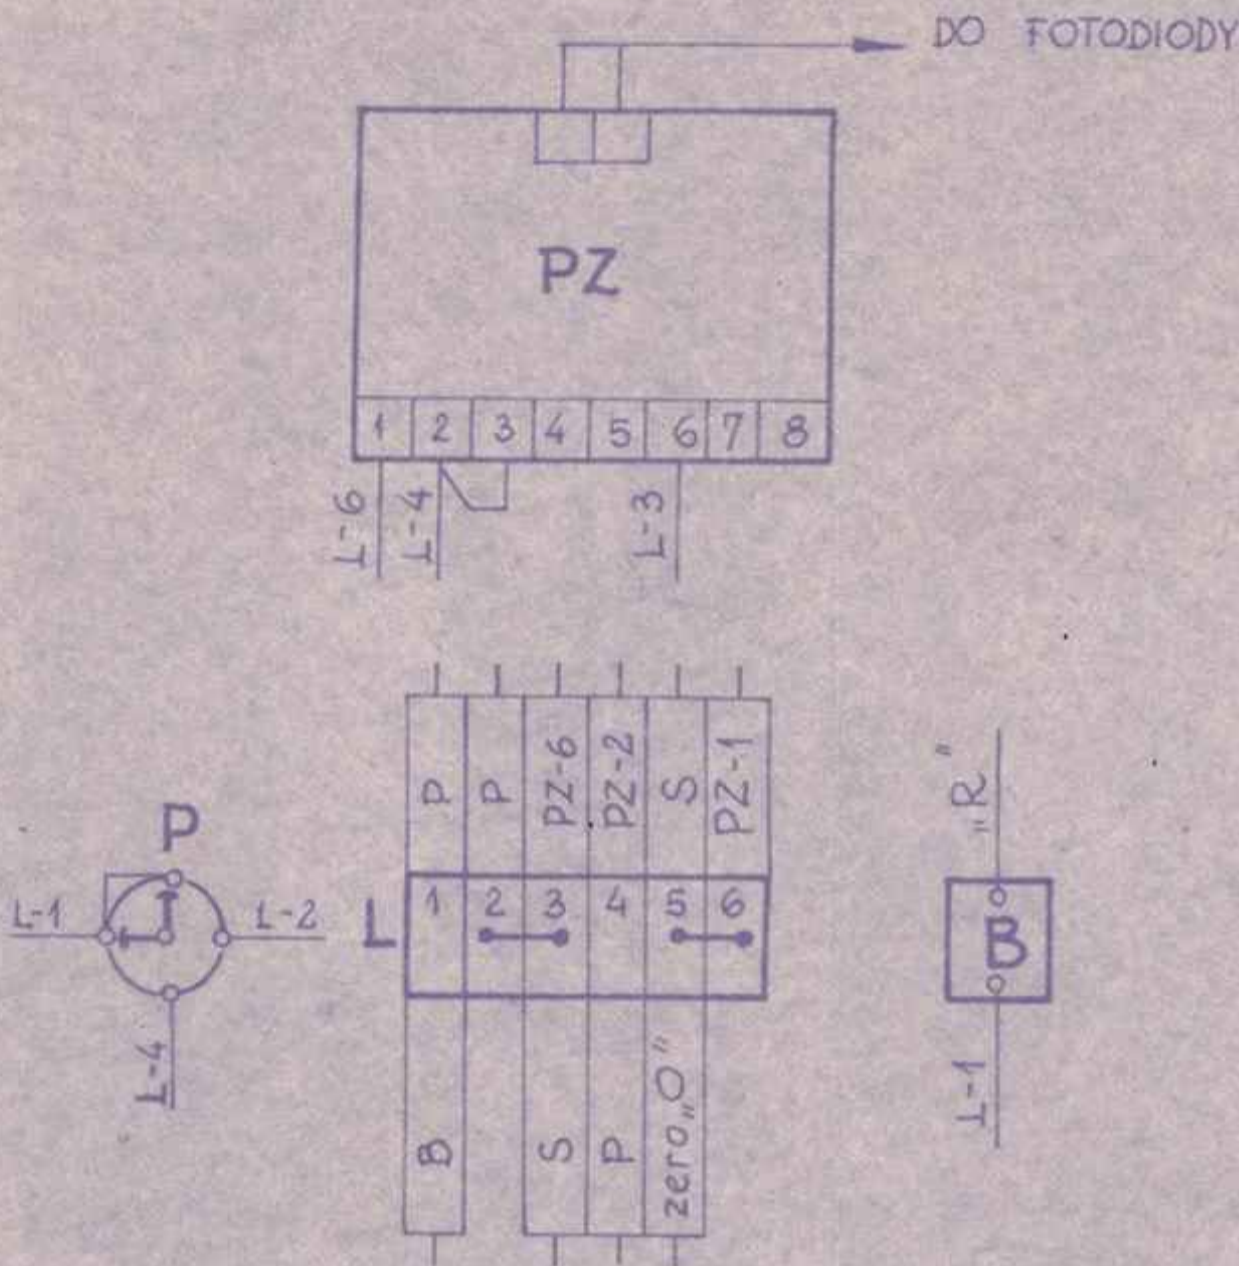 DO FOTODIODY
PZ
1 2 3 4 5 6 7 8
L-6 L-4 L-3
P P PZ-6 PZ-2 S PZ-1
„R”
P
L-1 L-2
L-4
L
1 2 3 4 5 6
B
L-1
B S P zero„O”